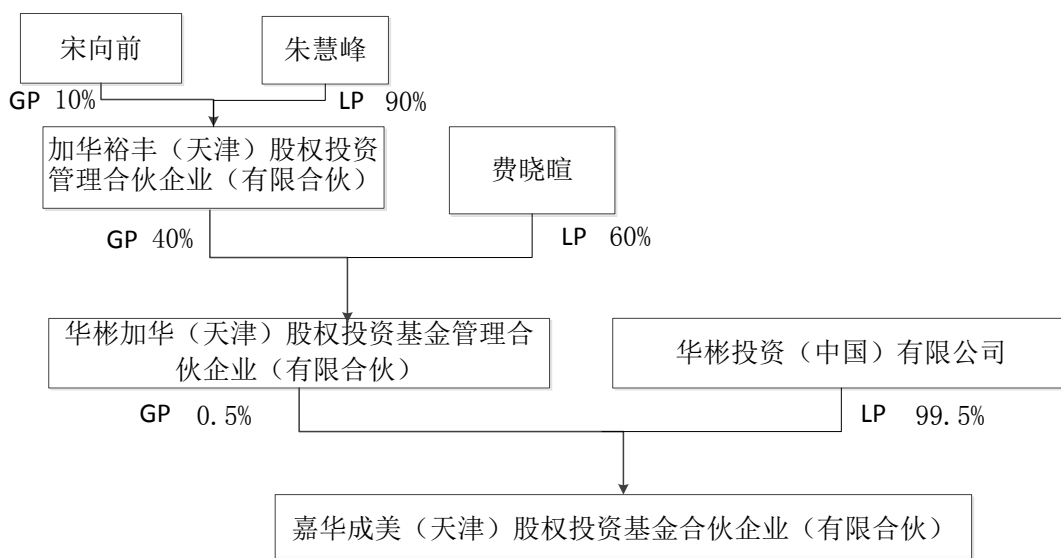 宋向前
朱慧峰
GP 10%
LP 90%
加华裕丰（天津）股权投资
管理合伙企业（有限合伙）
费晓暄
GP 40%
LP 60%
华彬加华（天津）股权投资基金管理合
伙企业（有限合伙）
华彬投资（中国）有限公司
GP 0.5%
LP 99.5%
嘉华成美（天津）股权投资基金合伙企业（有限合伙）